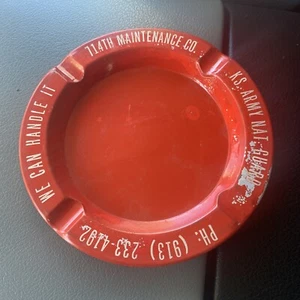 714TH MAINTENANCE CO.
KS. ARMY NAT. GUARD
PH: (913) 233-4192
WE CAN HANDLE IT